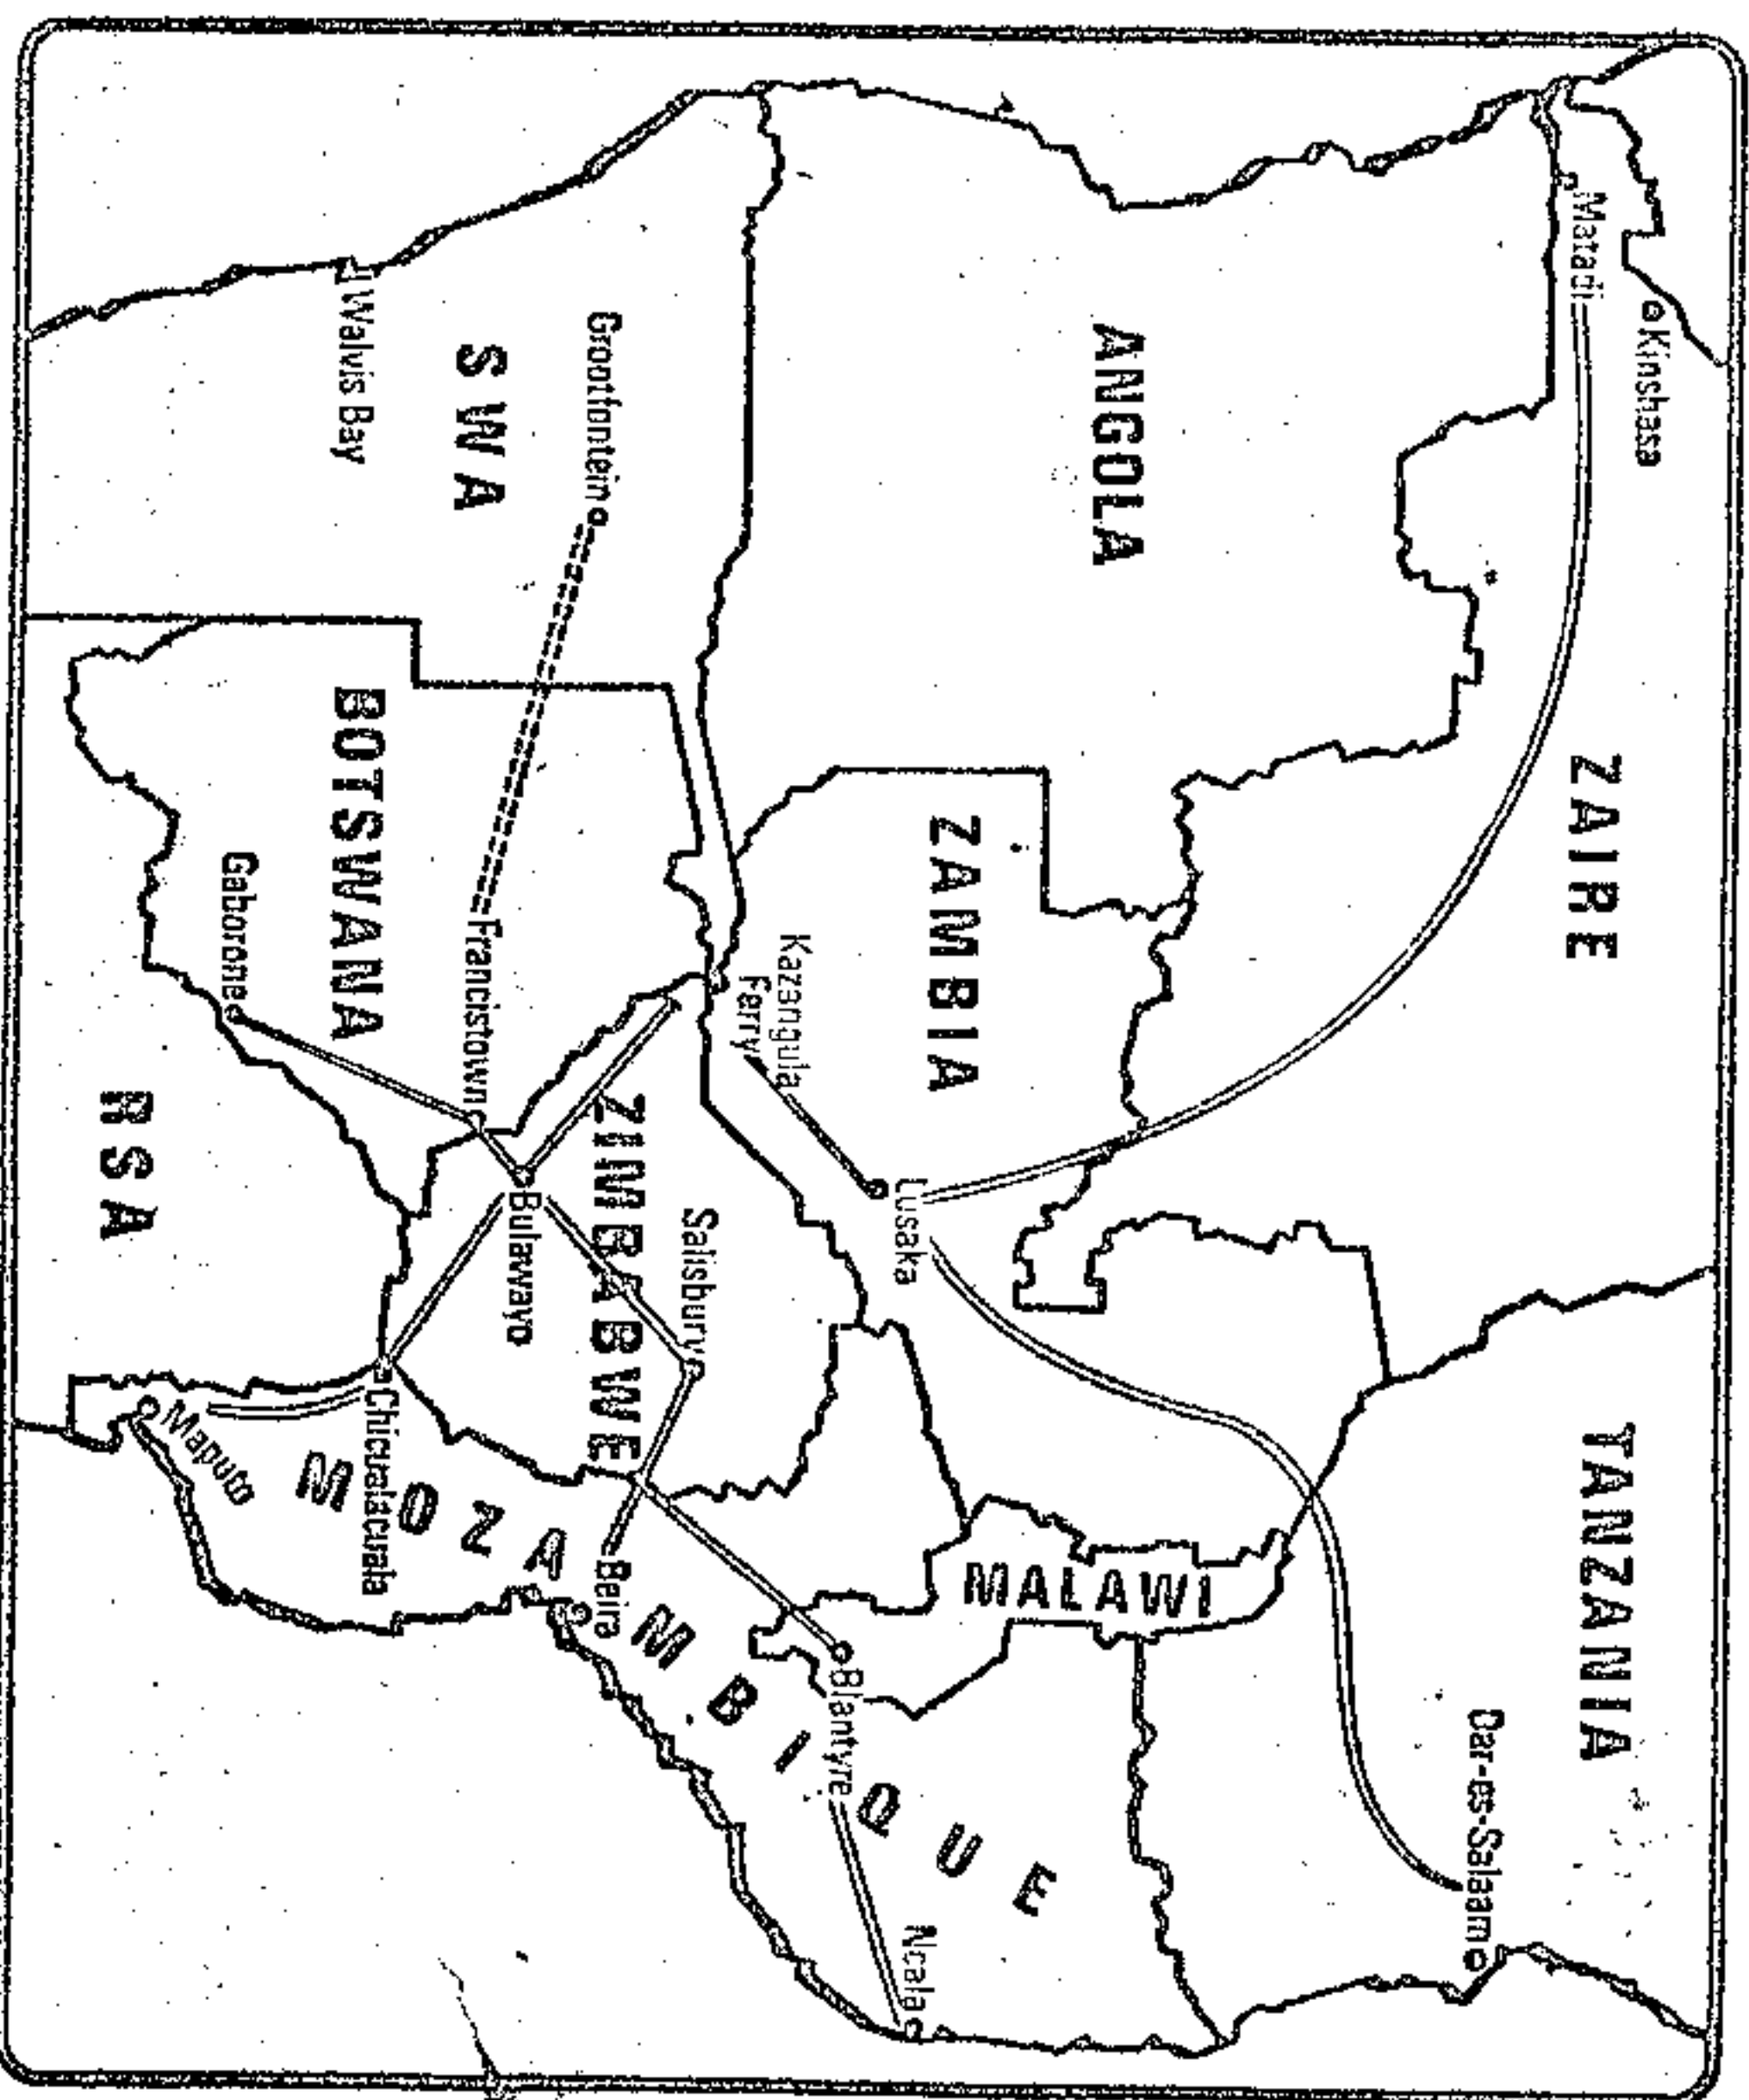 Kinshasa
Matadi
ZAIRE
TANZANIA
Dar-es-Salaam
ANGOLA
ZAMBIA
Lusaka
MALAWI
Kazangula
Ferry
Blantyre
Ncala
Grootfontein
SWA
Walvis Bay
BOTSWANA
Francistown
Gaborone
ZIMBABWE
Salisbury
Bulawayo
Beira
MOZAMBIQUE
Chicualacuala
Maputo
RSA